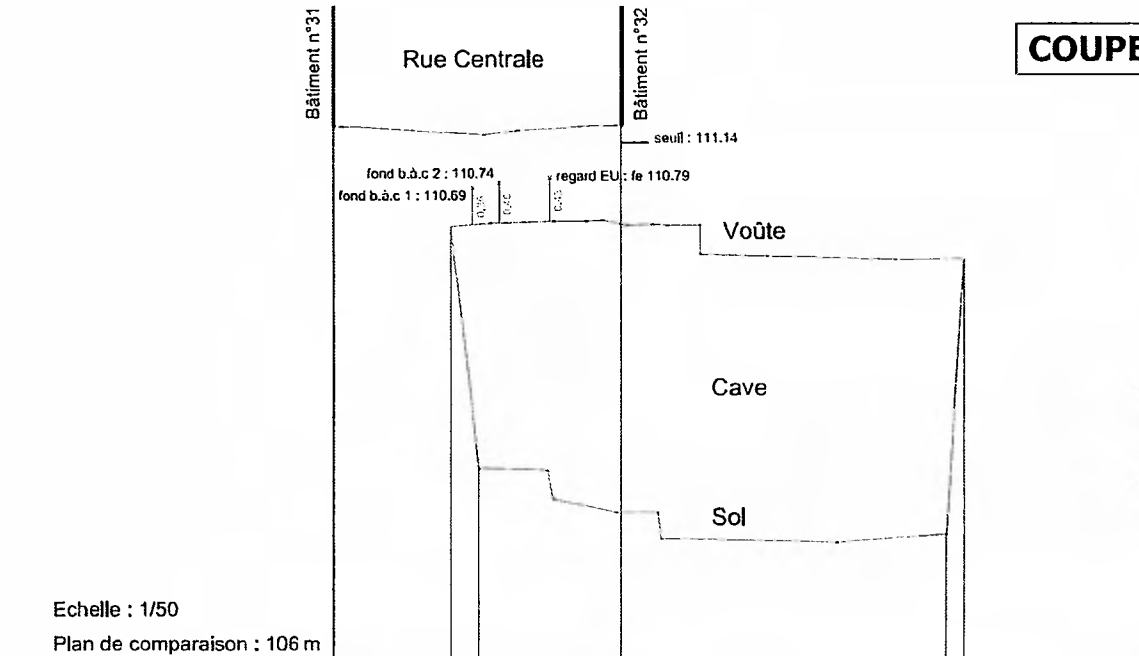 Bâtiment n°31
Rue Centrale
Bâtiment n°32
COUPE
seuil : 111.14
fond b.à.c 2 : 110.74
regard EU : fe 110.79
fond b.à.c 1 : 110.69
Voûte
Cave
Sol
Echelle : 1/50
Plan de comparaison : 106 m